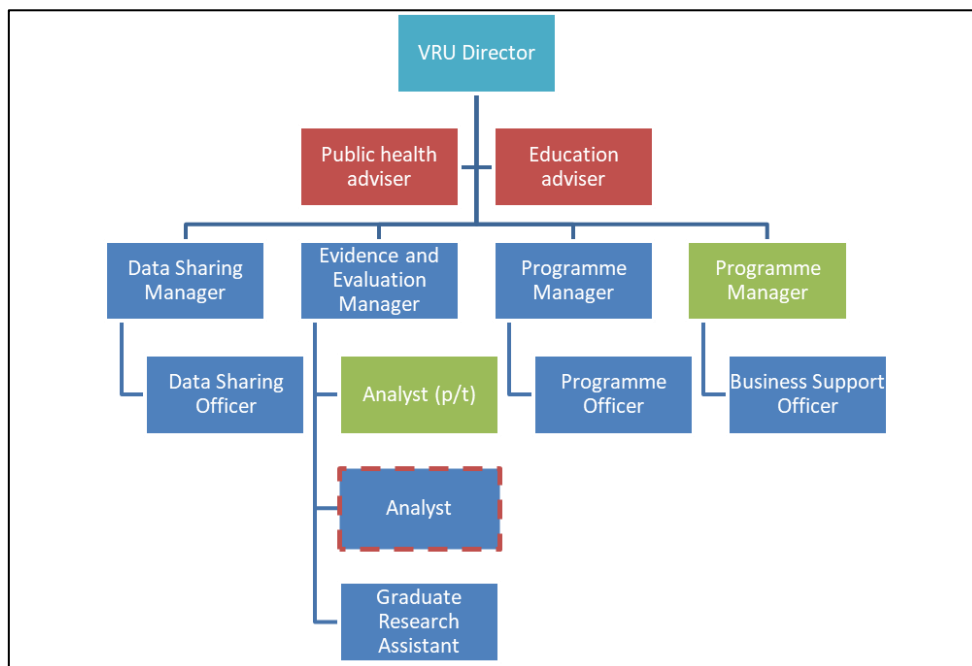 VRU Director
Public health
adviser
Education
adviser
Data Sharing
Manager
Evidence and
Evaluation
Manager
Programme
Manager
Programme
Manager
Data Sharing
Officer
Analyst (p/t)
Programme
Officer
Business Support
Officer
Analyst
Graduate
Research
Assistant